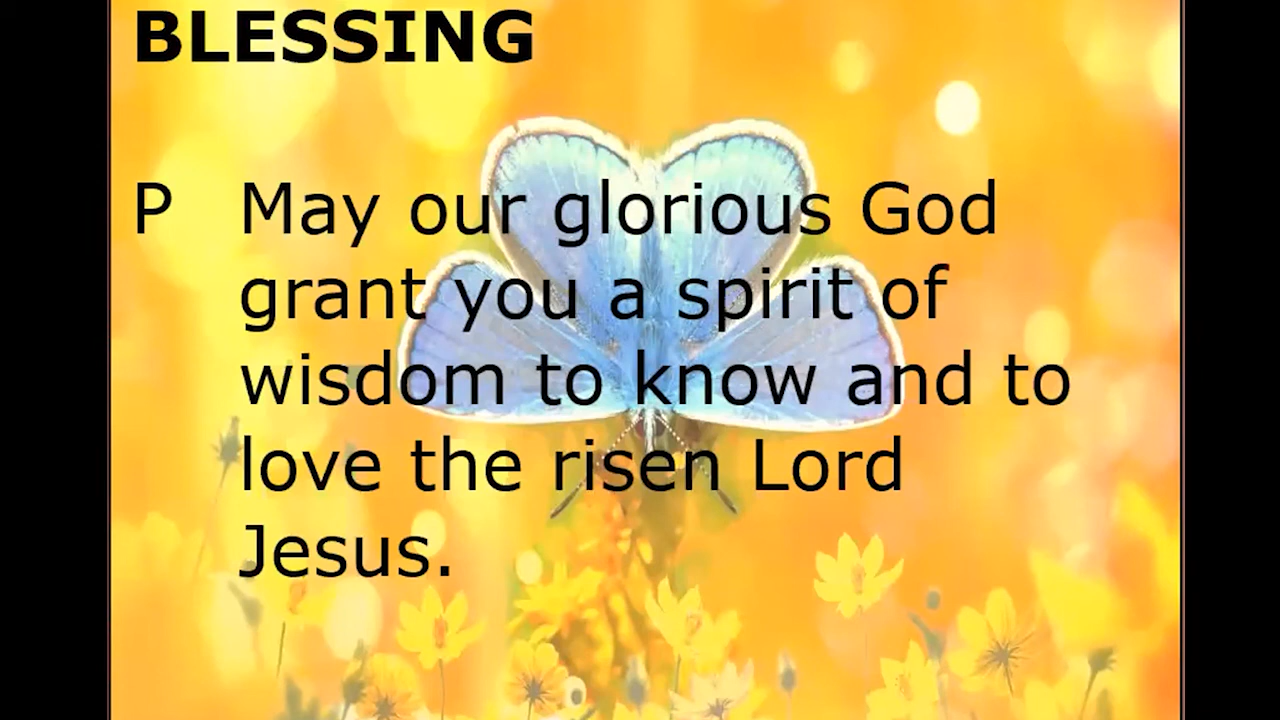 BLESSING
P May our glorious God
grant you a spirit of
wisdom to know and to
love the risen Lord
Jesus.